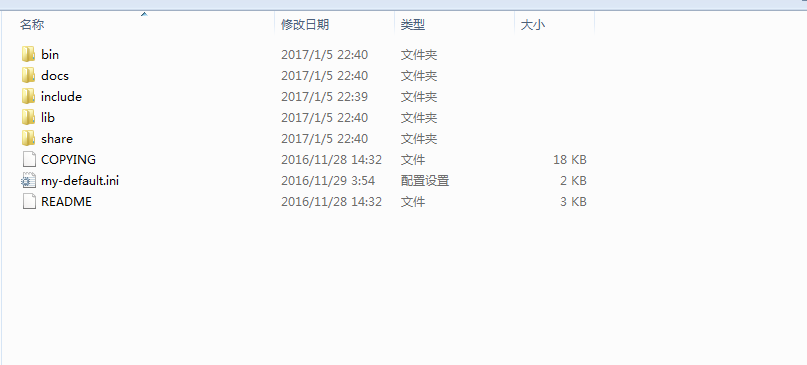 名称 修改日期 类型 大小
bin 2017/1/5 22:40 文件夹
docs 2017/1/5 22:40 文件夹
include 2017/1/5 22:39 文件夹
lib 2017/1/5 22:40 文件夹
share 2017/1/5 22:40 文件夹
COPYING 2016/11/28 14:32 文件 18 KB
my-default.ini 2016/11/29 3:54 配置设置 2 KB
README 2016/11/28 14:32 文件 3 KB